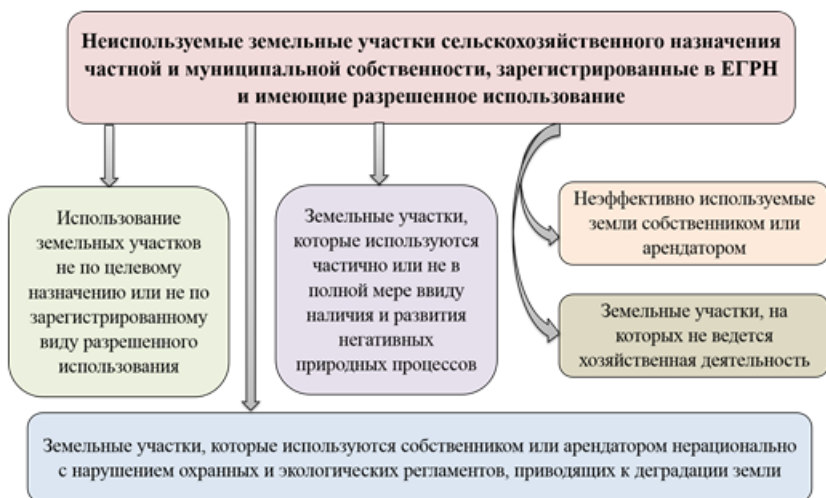 Неиспользуемые земельные участки сельскохозяйственного назначения
частной и муниципальной собственности, зарегистрированные в ЕГРН
и имеющие разрешенное использование
Использование
земельных участков
не по целевому
назначению или не по
зарегистрированному
виду разрешенного
использования
Земельные участки,
которые используются
частично или не в
полной мере ввиду
наличия и развития
негативных
природных процессов
Неэффективно используемые
земли собственником или
арендатором
Земельные участки, на
которых не ведется
хозяйственная деятельность
Земельные участки, которые используются собственником или арендатором нерационально
с нарушением охранных и экологических регламентов, приводящих к деградации земли